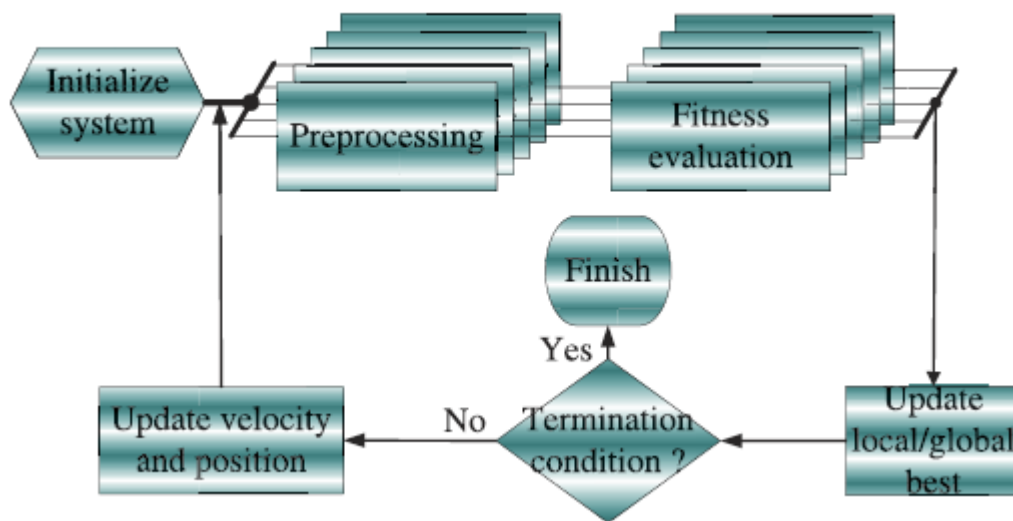 Initialize
system
Preprocessing
Fitness
evaluation
Finish
Yes
No
Update velocity
and position
Termination
condition ?
Update
local/global
best